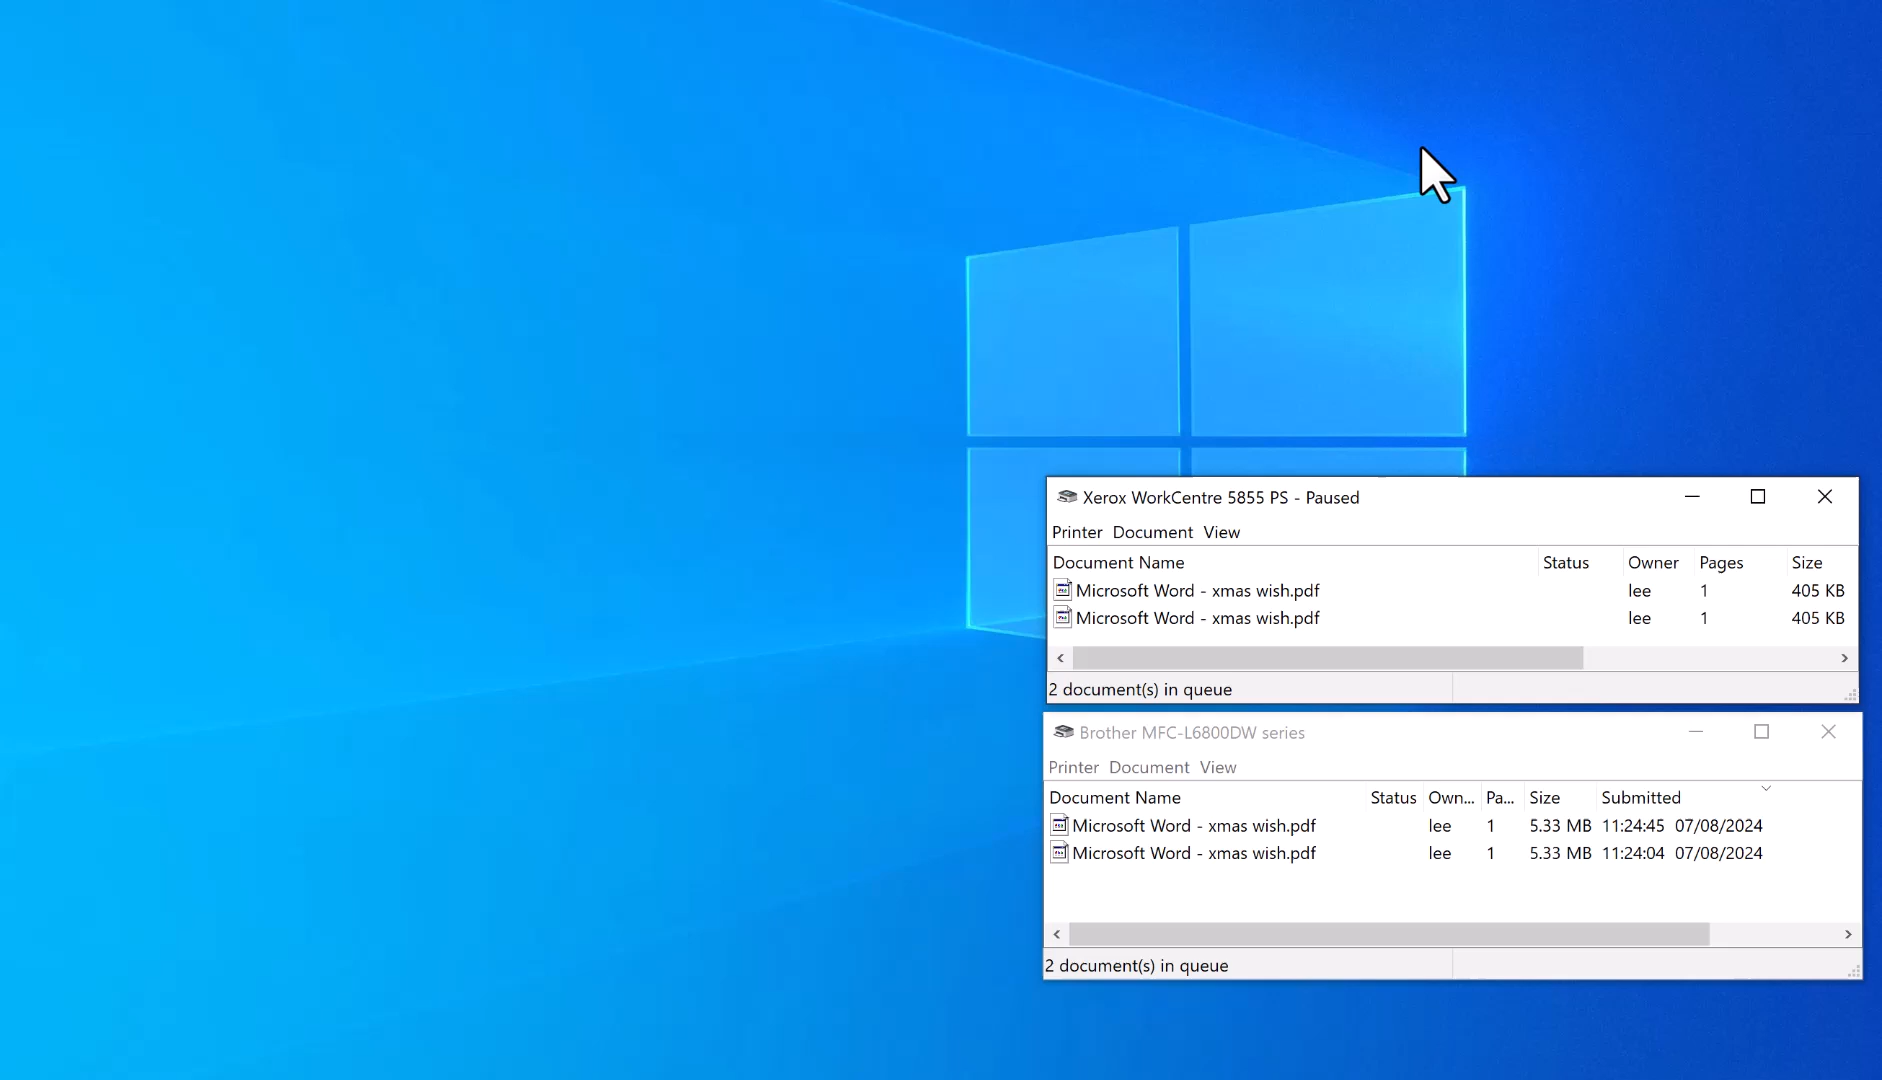 Xerox WorkCentre 5855 PS - Paused
Printer Document View
Document Name Status Owner Pages Size
Microsoft Word - xmas wish.pdf lee 1 405 KB
Microsoft Word - xmas wish.pdf lee 1 405 KB
2 document(s) in queue
Brother MFC-L6800DW series
Printer Document View
Document Name Status Own... Pa... Size Submitted
Microsoft Word - xmas wish.pdf lee 1 5.33 MB 11:24:45 07/08/2024
Microsoft Word - xmas wish.pdf lee 1 5.33 MB 11:24:04 07/08/2024
2 document(s) in queue